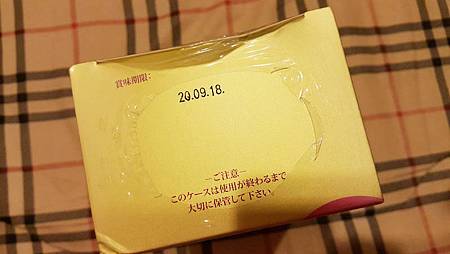 賞味期限:
20.09.18.
―ご注意―
このケースは使用が終わるまで
大切に保管して下さい。